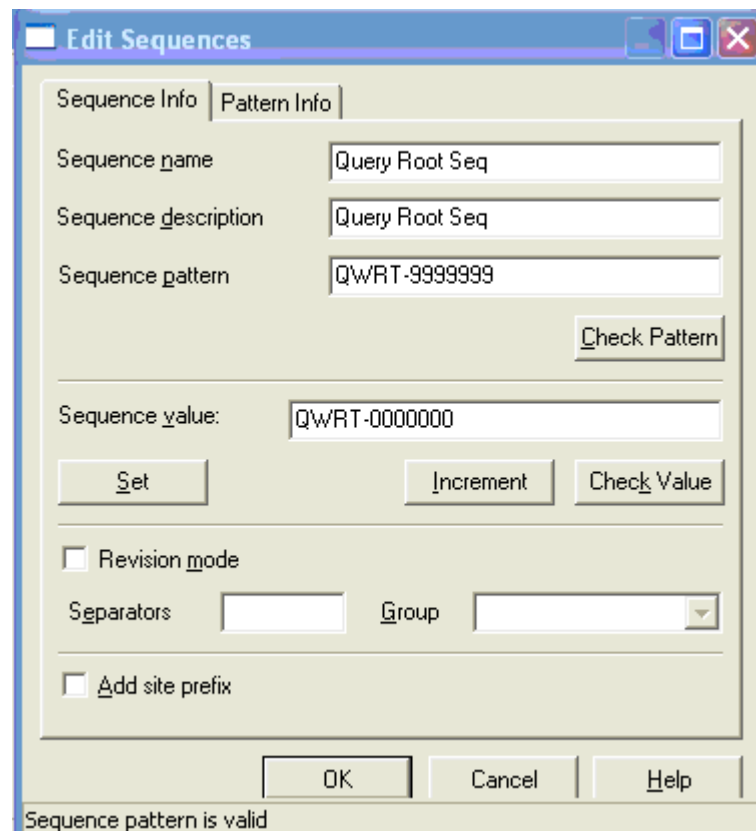 Edit Sequences
Sequence Info Pattern Info
Sequence name Query Root Seq
Sequence description Query Root Seq
Sequence pattern QWRT-9999999
Check Pattern
Sequence value: QWRT-0000000
Set Increment Check Value
Revision mode
Separators Group
Add site prefix
OK Cancel Help
Sequence pattern is valid